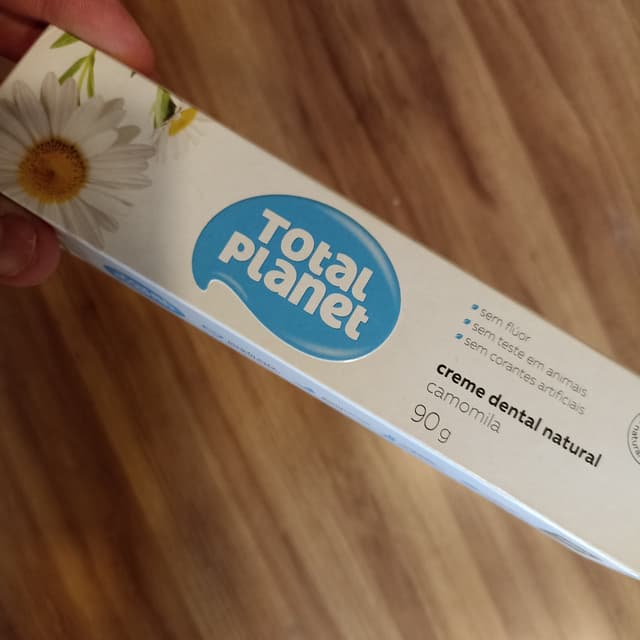 Total
Planet
sem flúor
sem teste em animais
sem corantes artificiais
creme dental natural
camomila
90 g